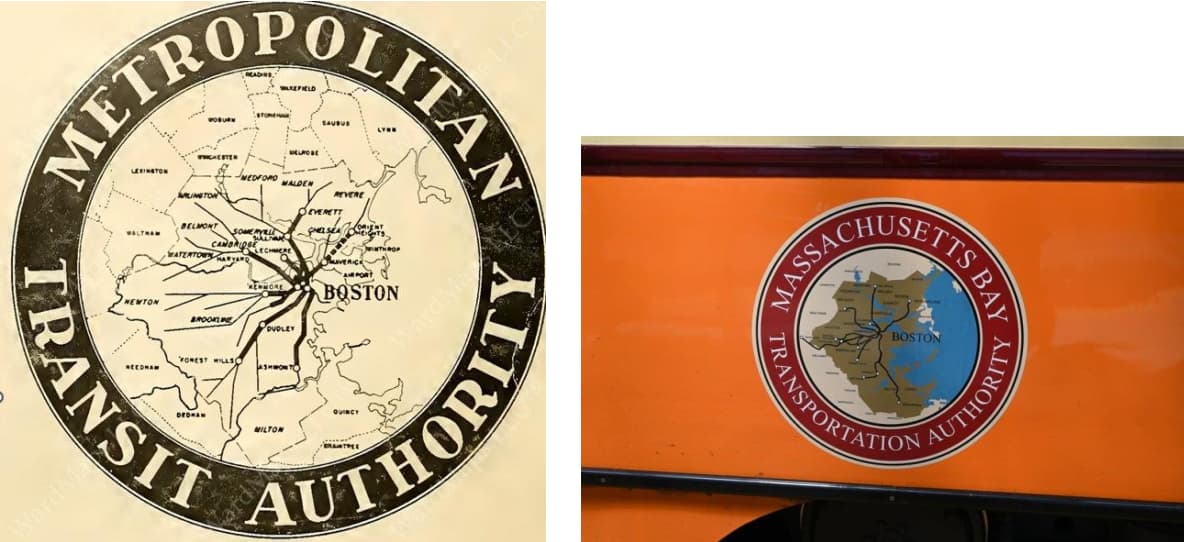 METROPOLITAN
TRANSIT AUTHORITY
READING
WAKEFIELD
WOBURN
STONEHAM
SAUGUS
LYNN
WINCHESTER
MELROSE
LEXINGTON
MEDFORD
MALDEN
ARLINGTON
REVERE
EVERETT
BELMONT
SOMERVILLE
SULLIVAN
CHELSEA
ORIENT
HEIGHTS
WALTHAM
CAMBRIDGE
LECHMERE
WINTHROP
WATERTOWN
HARVARD
MAVERICK
AIRPORT
KENMORE
BOSTON
NEWTON
BROOKLINE
DUDLEY
FOREST HILLS
ASHMONT
NEEDHAM
DEDHAM
QUINCY
MILTON
BRAINTREE
MASSACHUSETTS BAY
TRANSPORTATION AUTHORITY
BOSTON